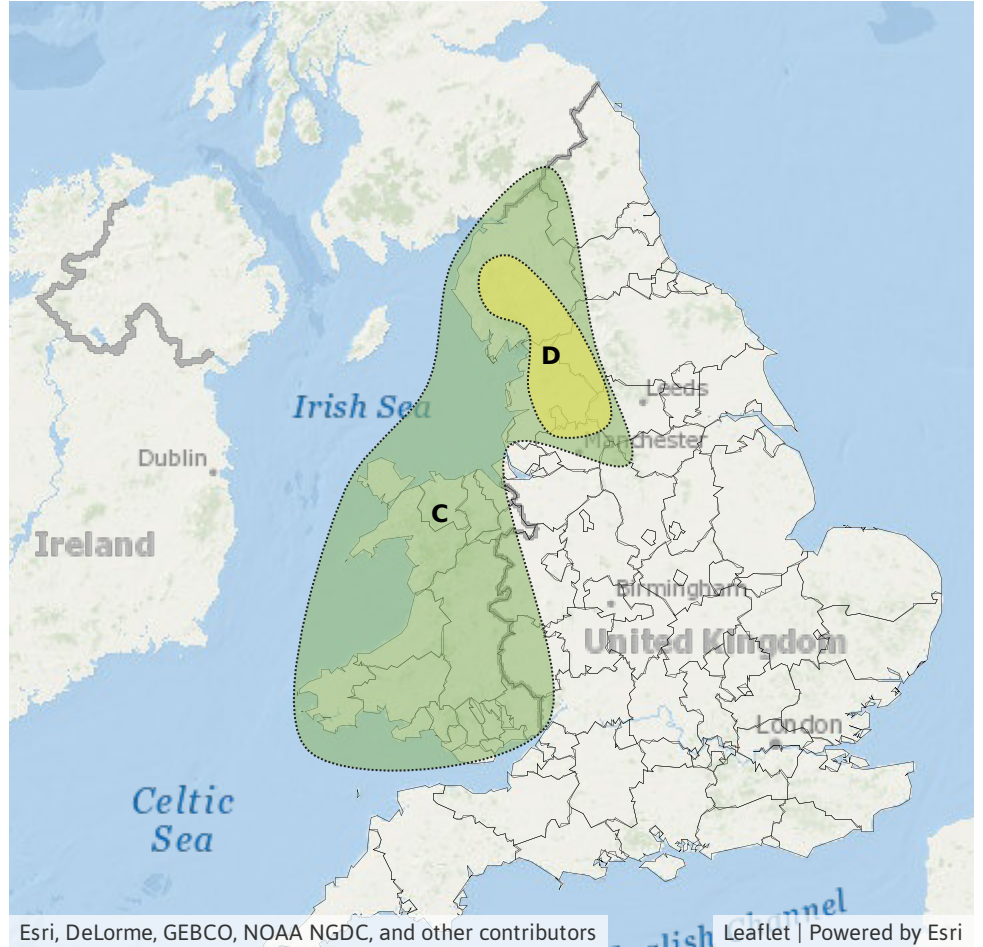 D
Leeds
Irish Sea
Manchester
Dublin
C
Ireland
Birmingham
United Kingdom
London
Celtic
Sea
Channel
Esri, DeLorme, GEBCO, NOAA NGDC, and other contributors
Leaflet | Powered by Esri